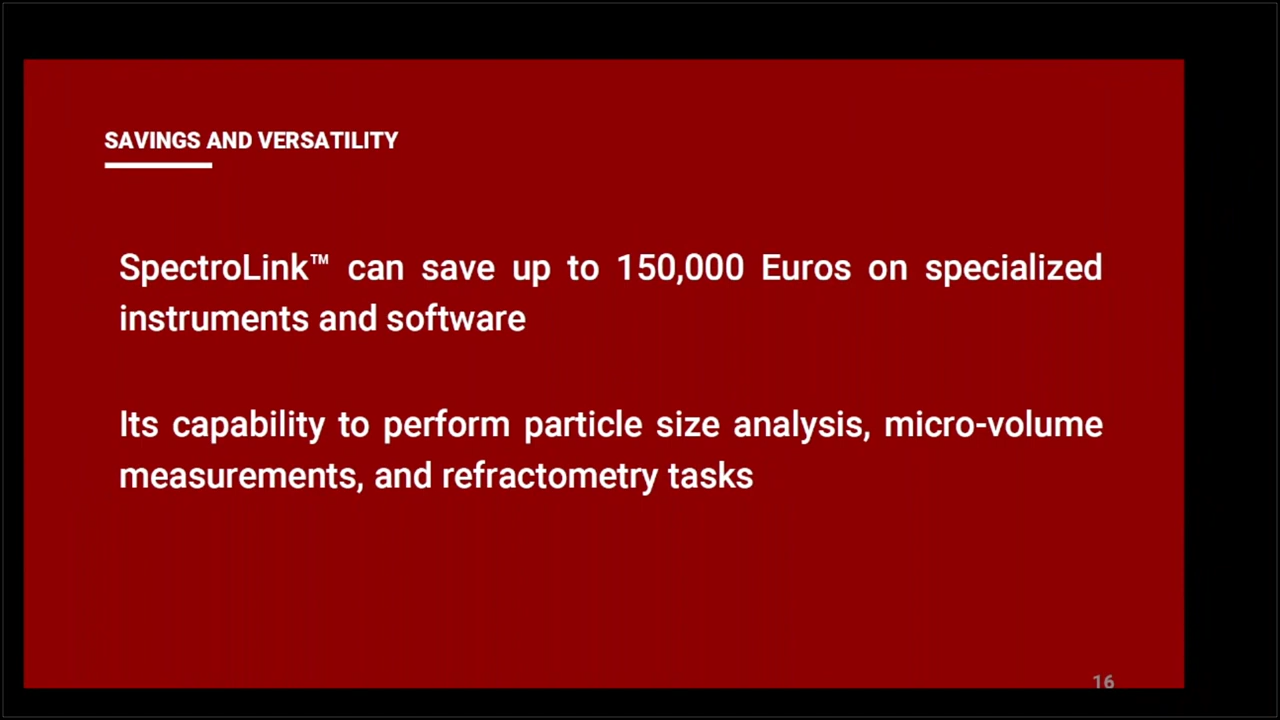 SAVINGS AND VERSATILITY
SpectroLink™ can save up to 150,000 Euros on specialized
instruments and software
Its capability to perform particle size analysis, micro-volume
measurements, and refractometry tasks
16